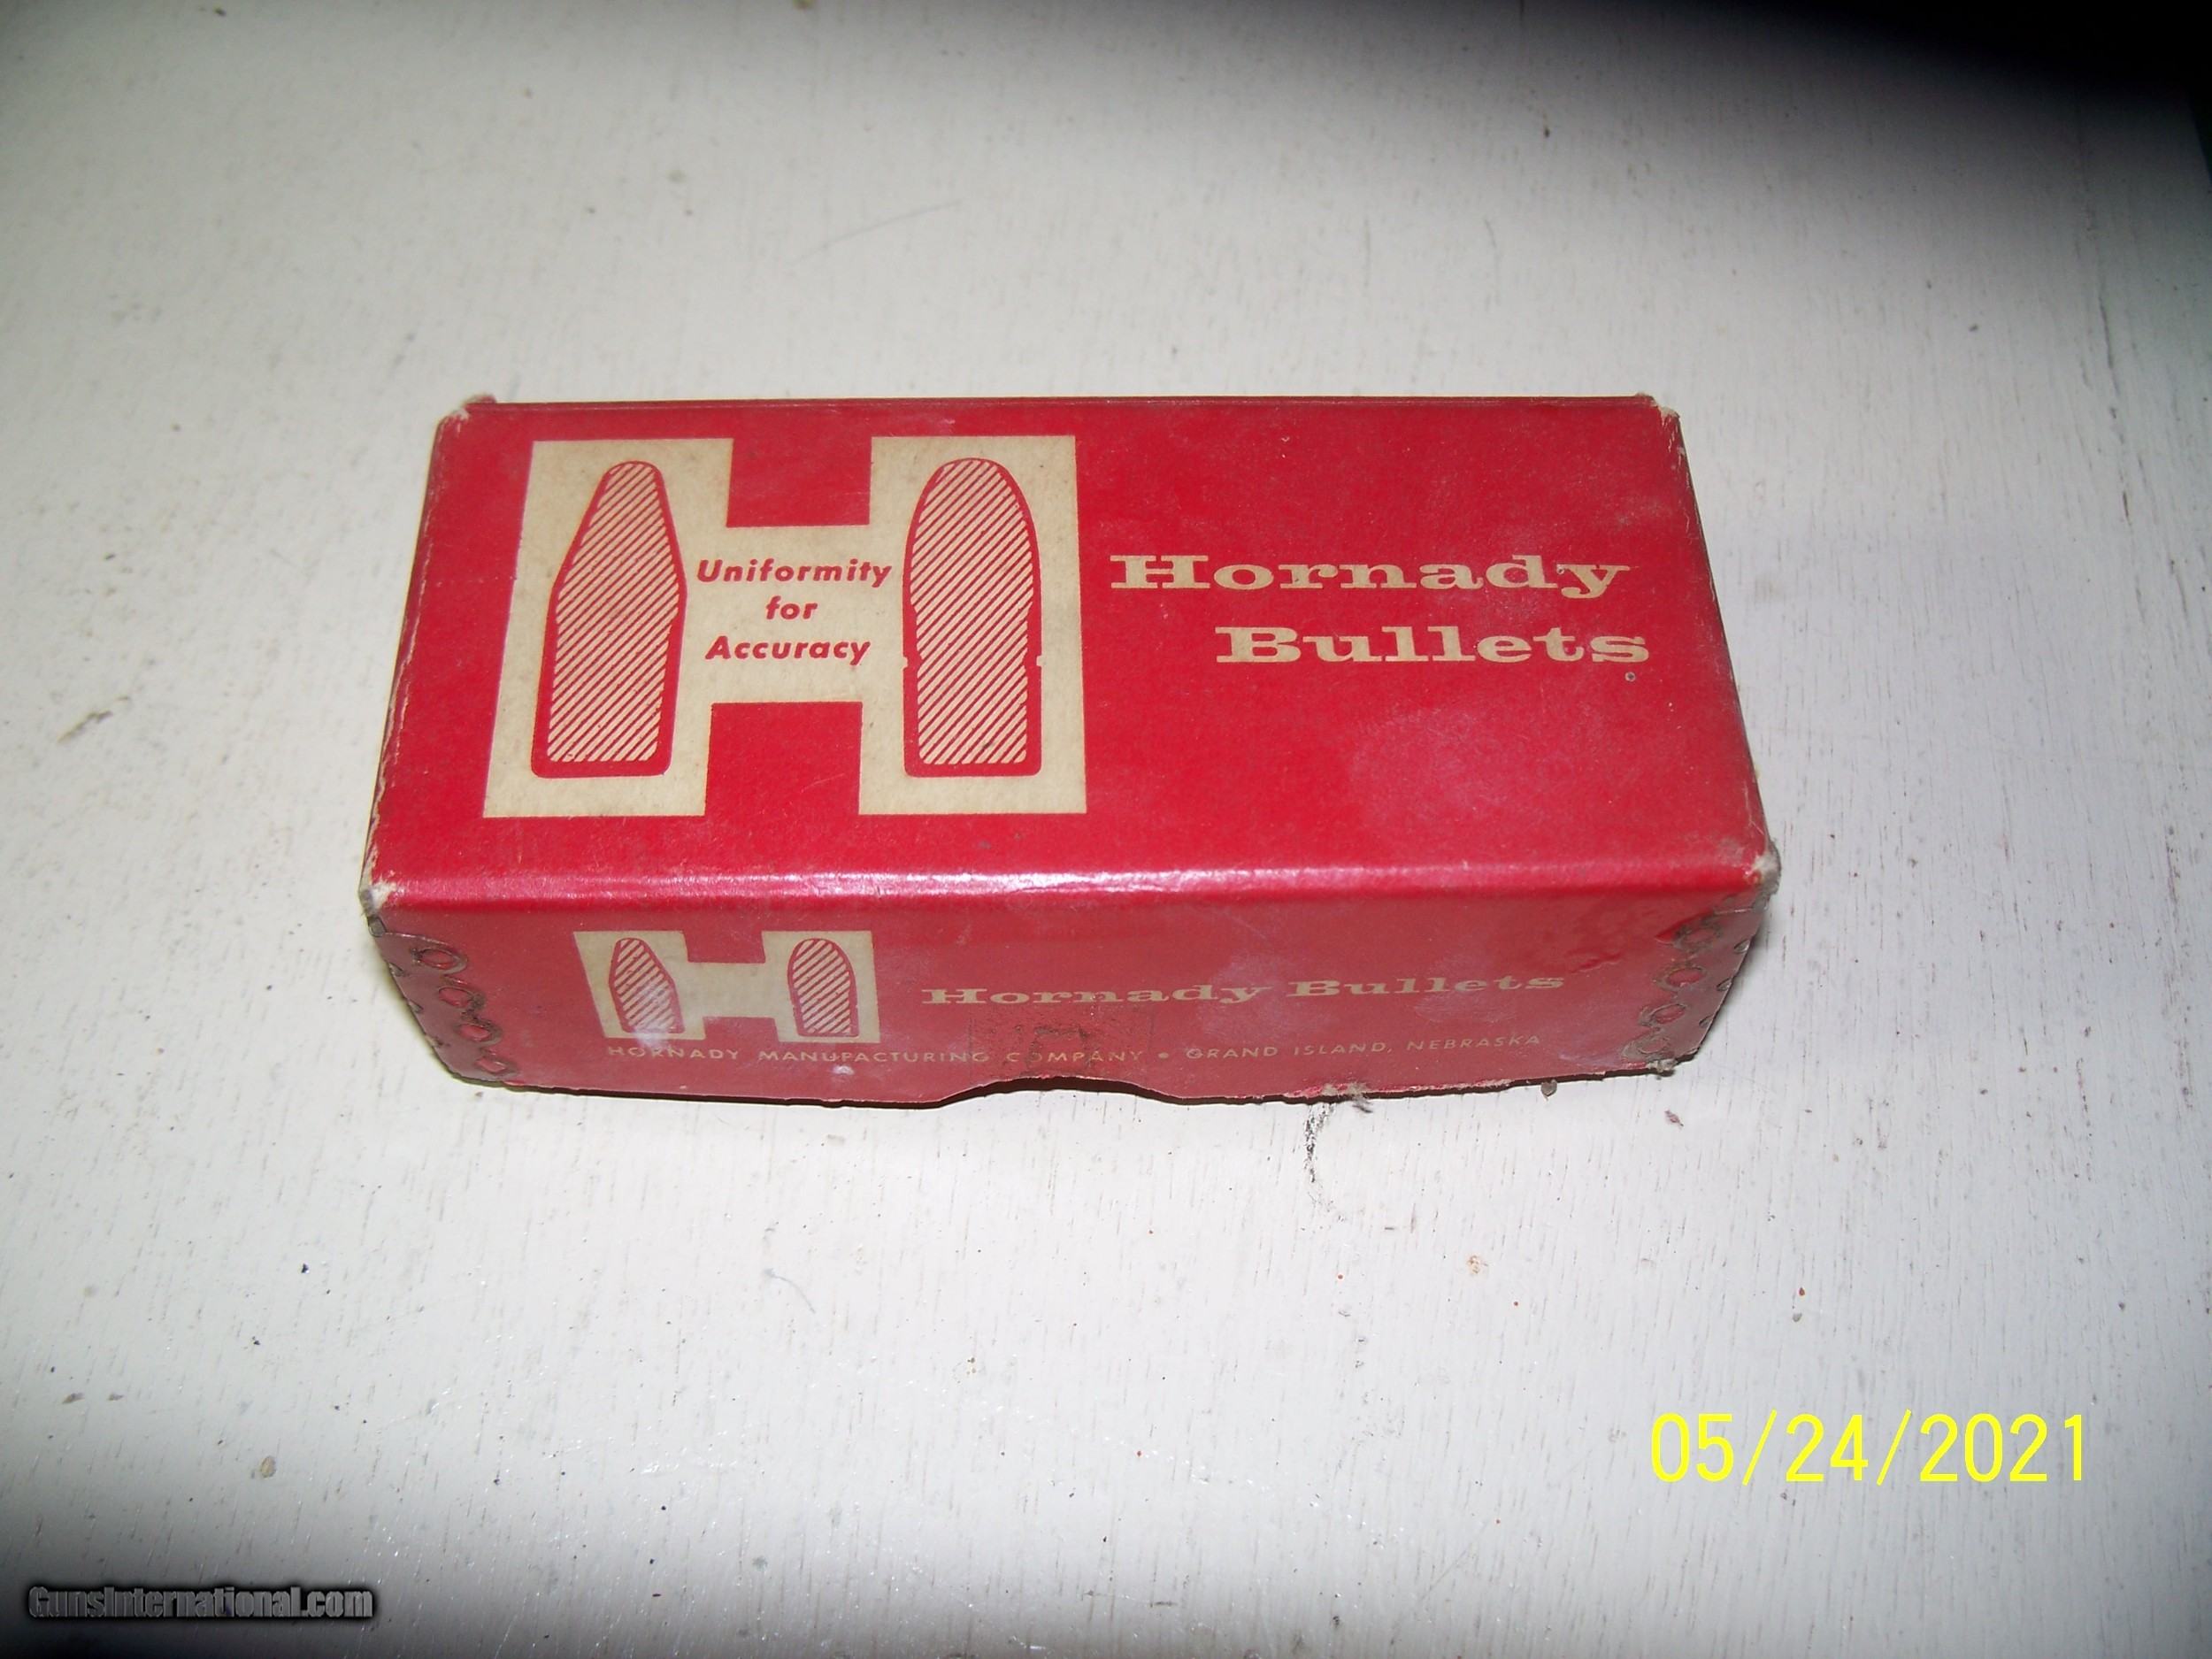 Uniformity
for
Accuracy
Hornady
Bullets
Hornady Bullets
HORNADY MANUFACTURING COMPANY • GRAND ISLAND, NEBRASKA
05/24/2021
GunsInternational.com